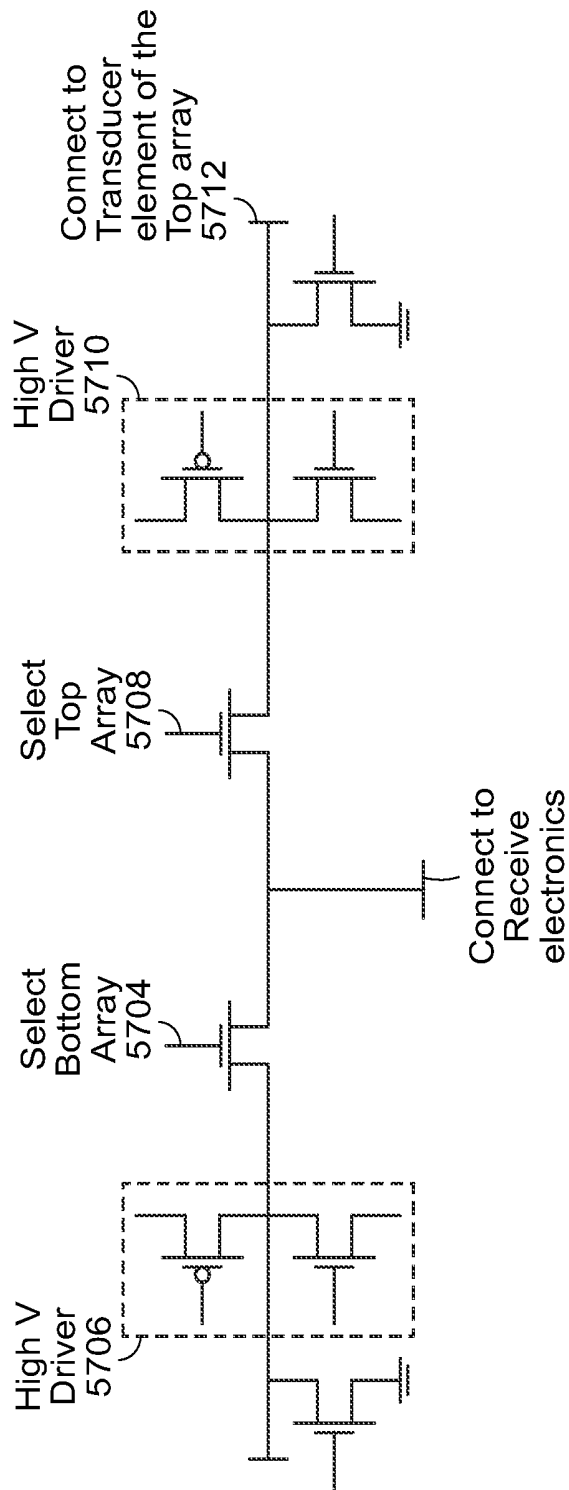 High V
Driver
5706
Select
Bottom
Array
5704
Select
Top
Array
5708
High V
Driver
5710
Connect to
Transducer
element of the
Top array
5712
Connect to
Receive
electronics